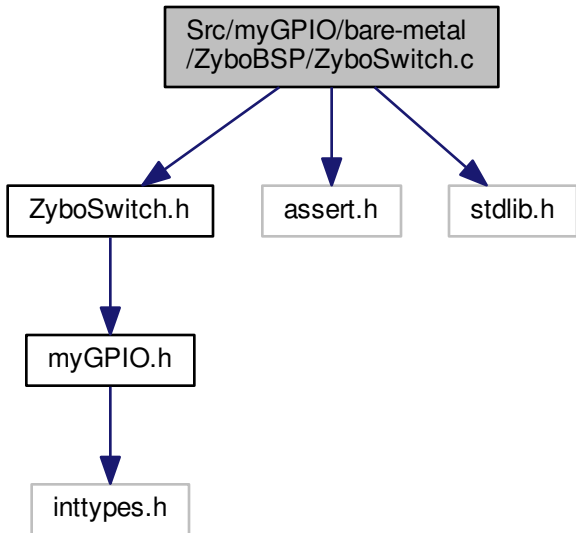 Src/myGPIO/bare-metal
/ZyboBSP/ZyboSwitch.c
ZyboSwitch.h
assert.h
stdlib.h
myGPIO.h
inttypes.h